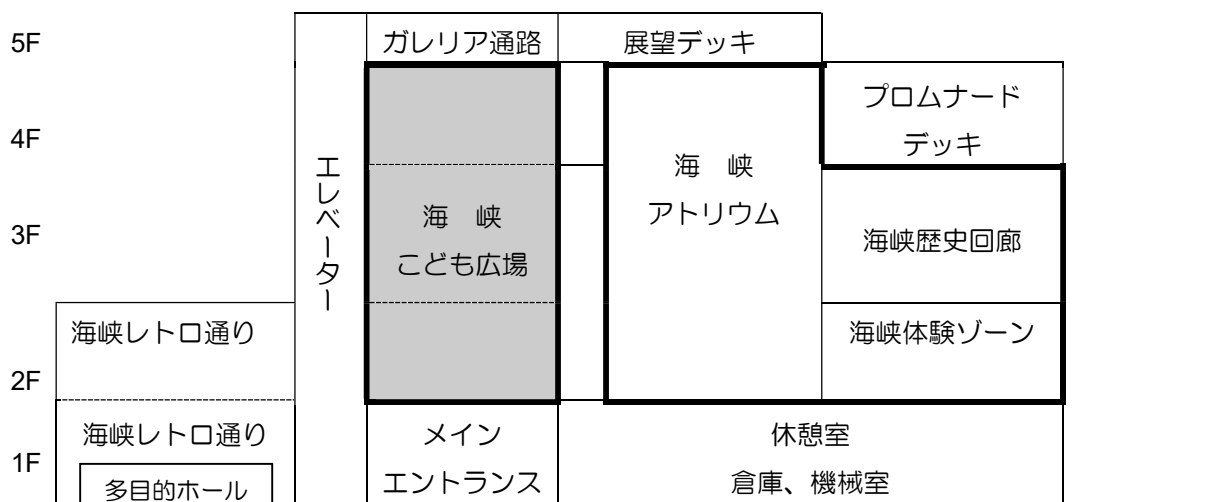 5F
ガレリア通路
展望デッキ
プロムナード
デッキ
4F
エレベーター
海 峡
アトリウム
海 峡
こども広場
3F
海峡歴史回廊
海峡レトロ通り
海峡体験ゾーン
2F
海峡レトロ通り
メイン
エントランス
休憩室
倉庫、機械室
1F
多目的ホール